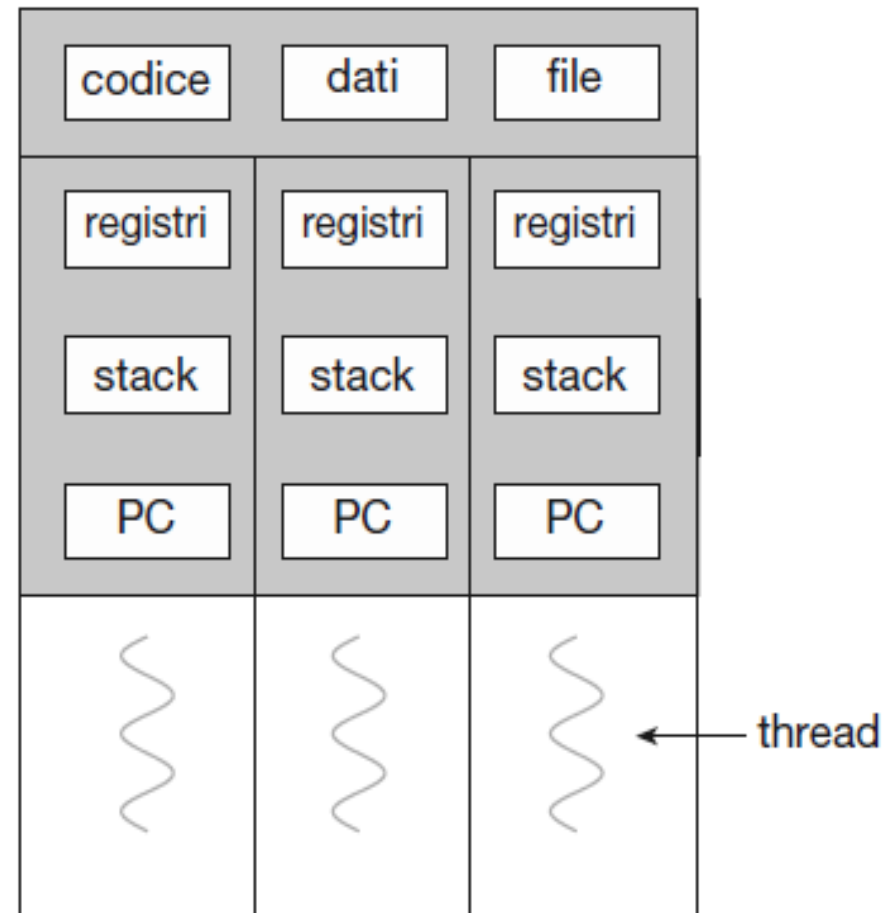 codice dati file
registri registri registri
stack stack stack
PC PC PC
thread